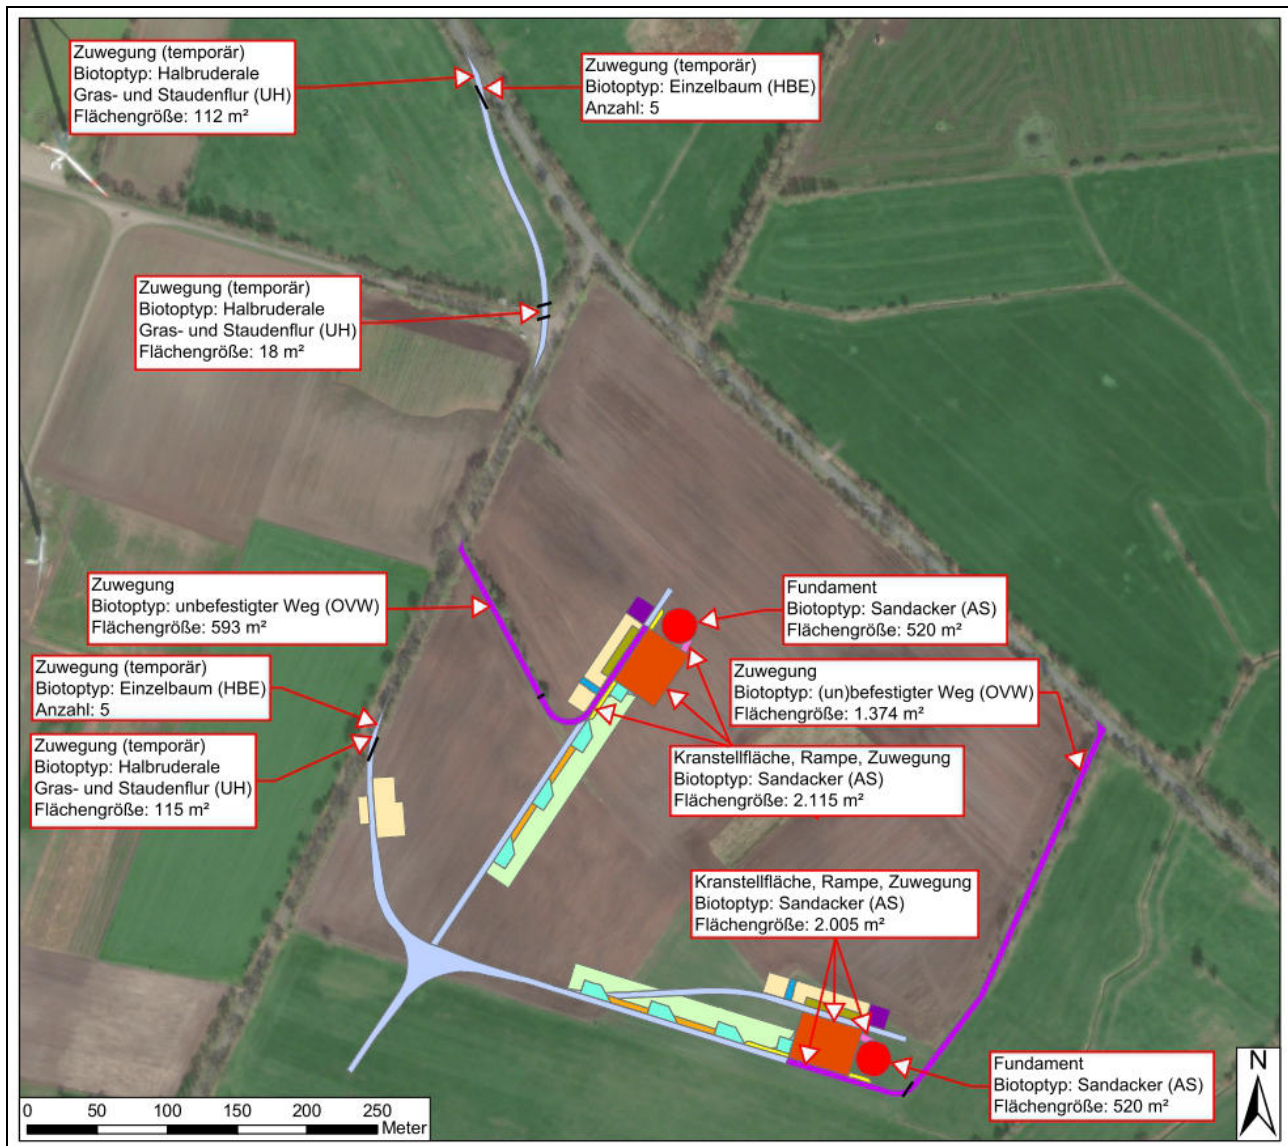 Zuwegung (temporär)
Biotoptyp: Halbruderale
Gras- und Staudenflur (UH)
Flächengröße: 112 m²
Zuwegung (temporär)
Biotoptyp: Einzelbaum (HBE)
Anzahl: 5
Zuwegung (temporär)
Biotoptyp: Halbruderale
Gras- und Staudenflur (UH)
Flächengröße: 18 m²
Zuwegung
Biotoptyp: unbefestigter Weg (OVW)
Flächengröße: 593 m²
Fundament
Biotoptyp: Sandacker (AS)
Flächengröße: 520 m²
Zuwegung (temporär)
Biotoptyp: Einzelbaum (HBE)
Anzahl: 5
Zuwegung
Biotoptyp: (un)befestigter Weg (OVW)
Flächengröße: 1.374 m²
Zuwegung (temporär)
Biotoptyp: Halbruderale
Gras- und Staudenflur (UH)
Flächengröße: 115 m²
Kranstellfläche, Rampe, Zuwegung
Biotoptyp: Sandacker (AS)
Flächengröße: 2.115 m²
Kranstellfläche, Rampe, Zuwegung
Biotoptyp: Sandacker (AS)
Flächengröße: 2.005 m²
Fundament
Biotoptyp: Sandacker (AS)
Flächengröße: 520 m²
N
0 50 100 150 200 250
Meter